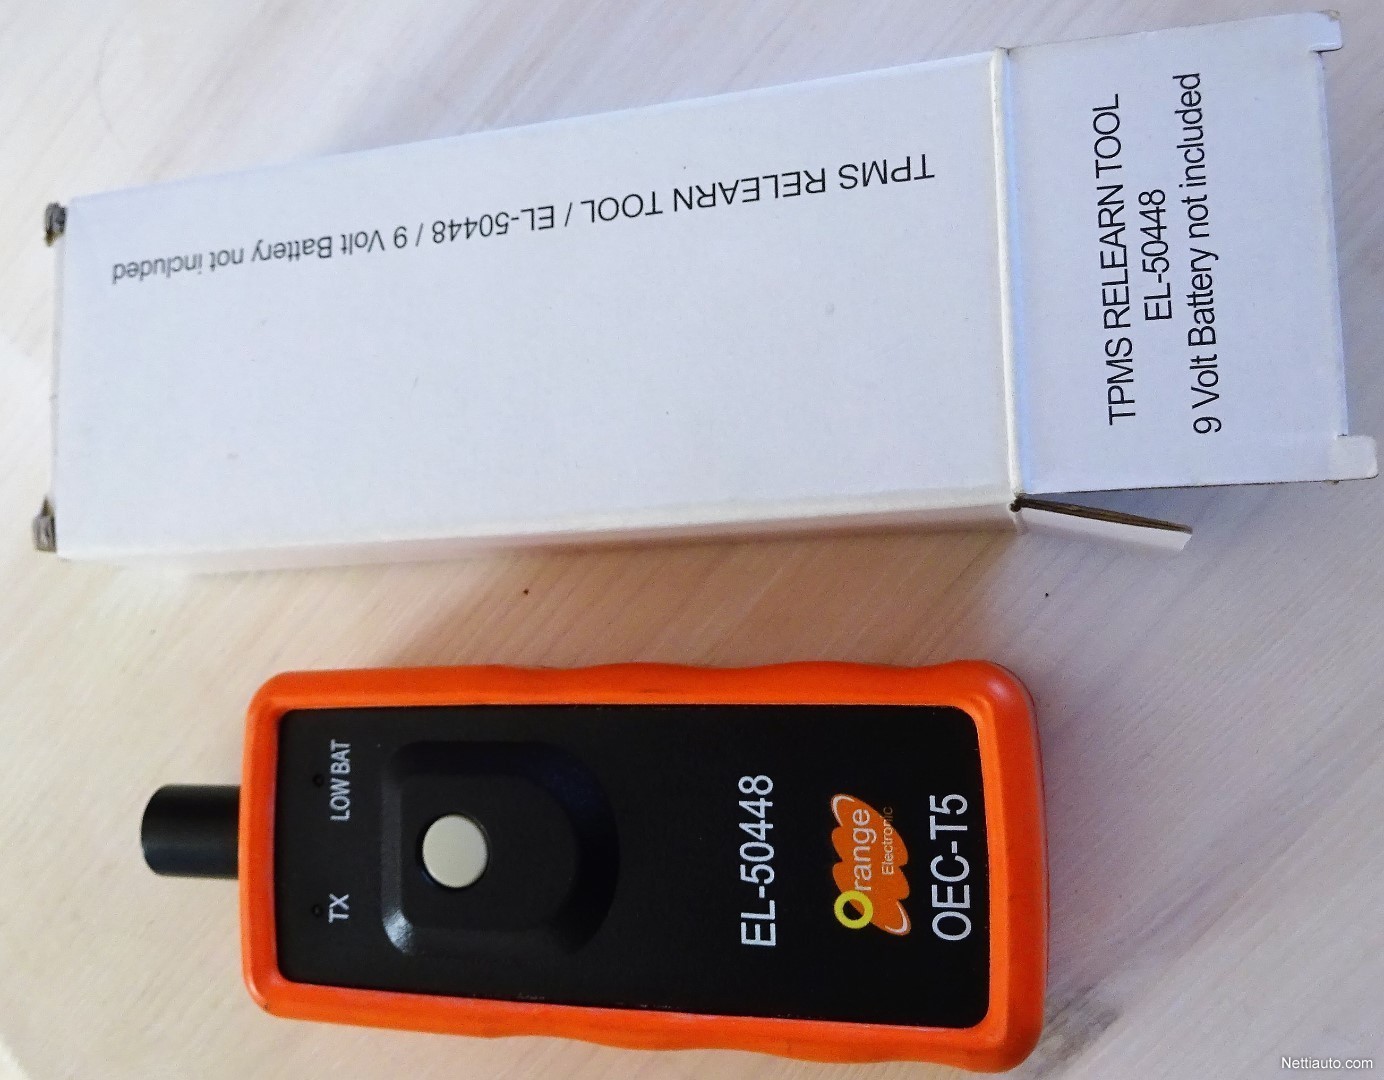 TPMS RELEARN TOOL / EL-50448 / 9 Volt Battery not included
TPMS RELEARN TOOL
EL-50448
9 Volt Battery not included
TX
LOW BAT
EL-50448
Orange
Electronic
OEC-T5
Nettiauto.com